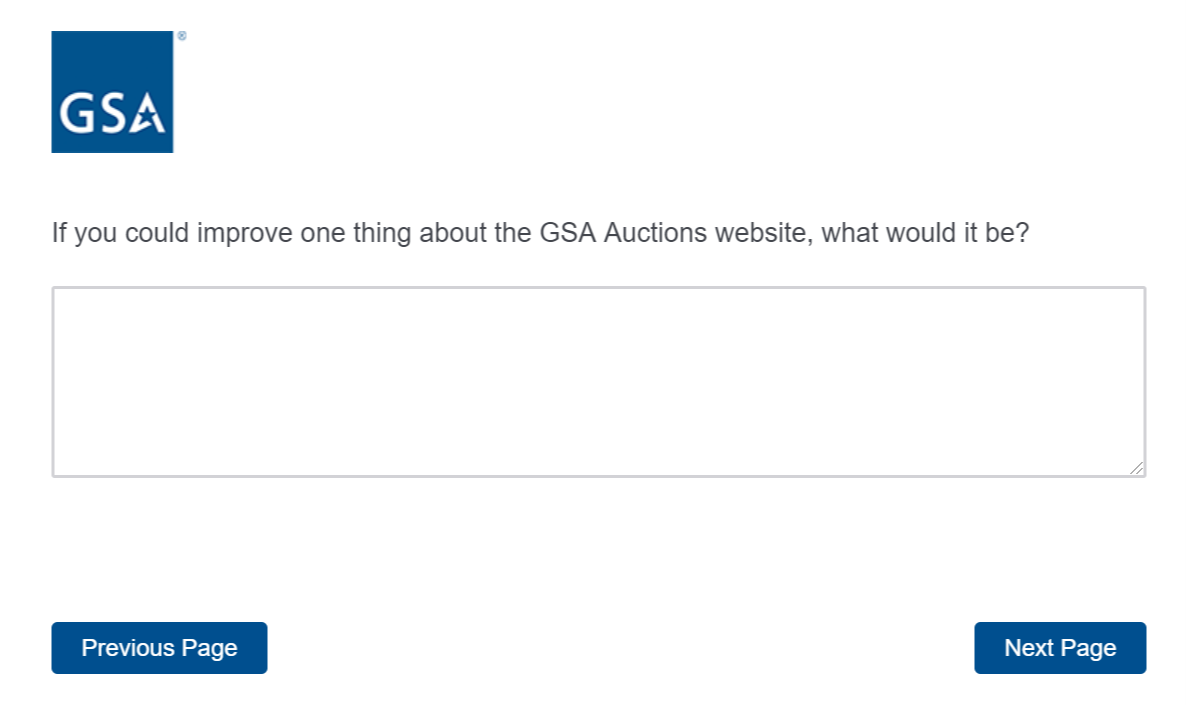 ®
GSA
If you could improve one thing about the GSA Auctions website, what would it be?
Previous Page
Next Page